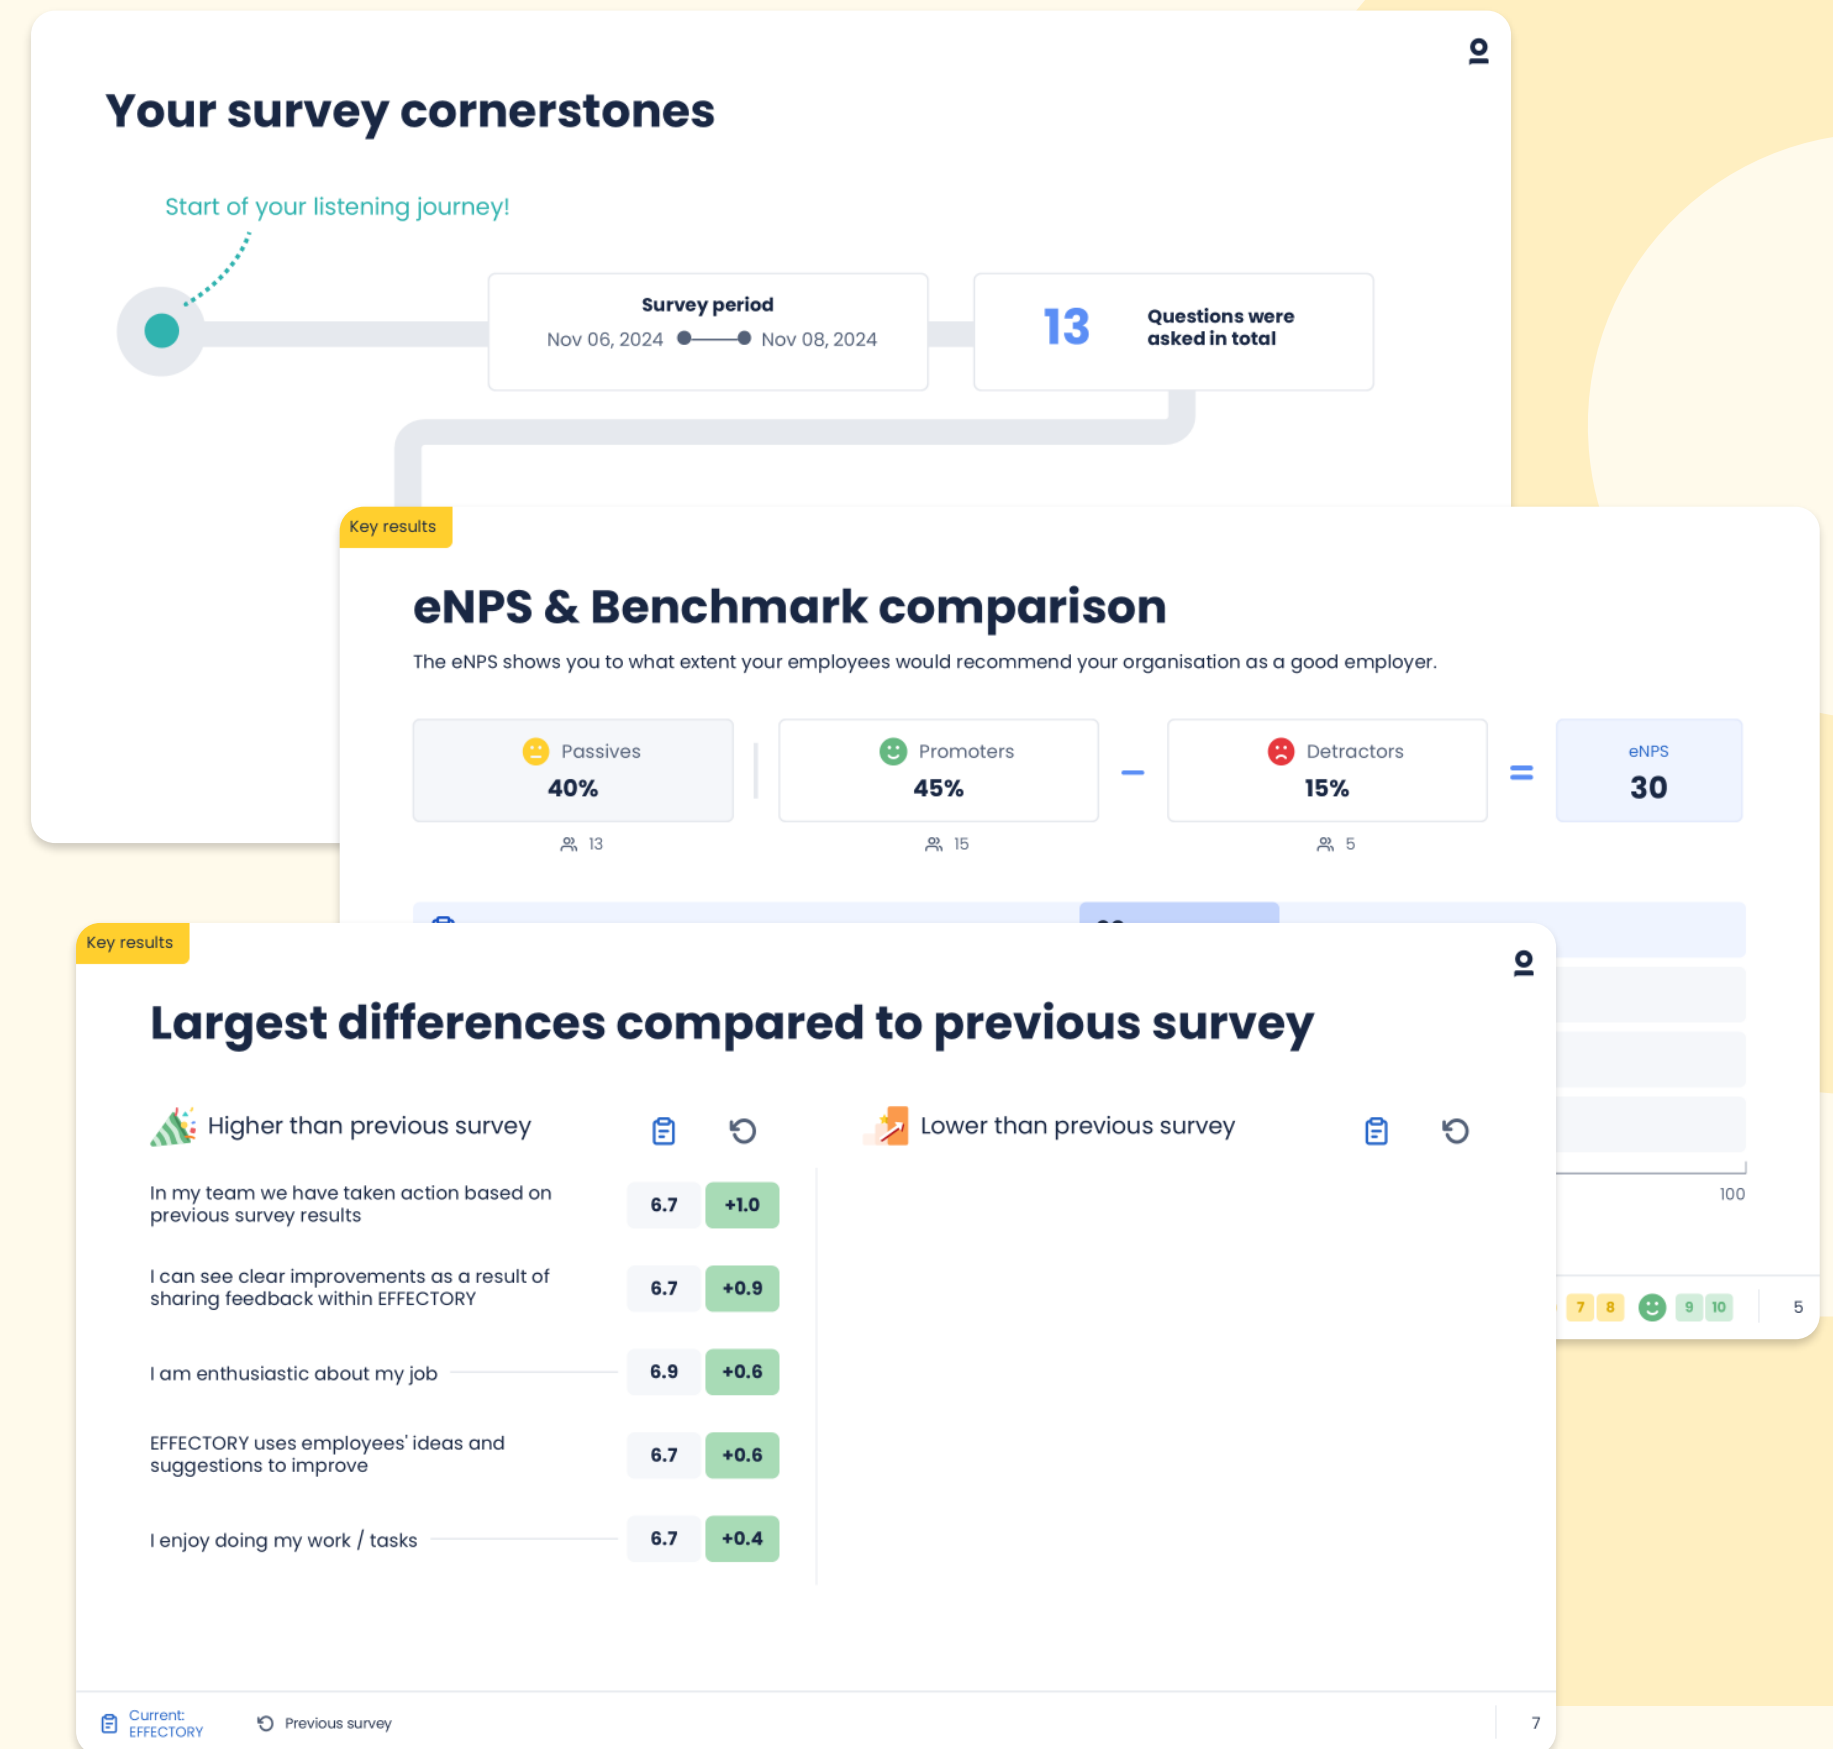 Your survey cornerstones
Start of your listening journey!
Survey period
Nov 06, 2024
Nov 08, 2024
13
Questions were
asked in total
Key results
eNPS & Benchmark comparison
The eNPS shows you to what extent your employees would recommend your organisation as a good employer.
Passives
40%
13
Promoters
45%
15
Detractors
15%
5
eNPS
30
100
7 8
9 10
5
Key results
Largest differences compared to previous survey
Higher than previous survey
In my team we have taken action based on
previous survey results
6.7 +1.0
I can see clear improvements as a result of
sharing feedback within EFFECTORY
6.7 +0.9
I am enthusiastic about my job 6.9 +0.6
EFFECTORY uses employees' ideas and
suggestions to improve
6.7 +0.6
I enjoy doing my work / tasks 6.7 +0.4
Lower than previous survey
Current:
EFFECTORY
Previous survey
7